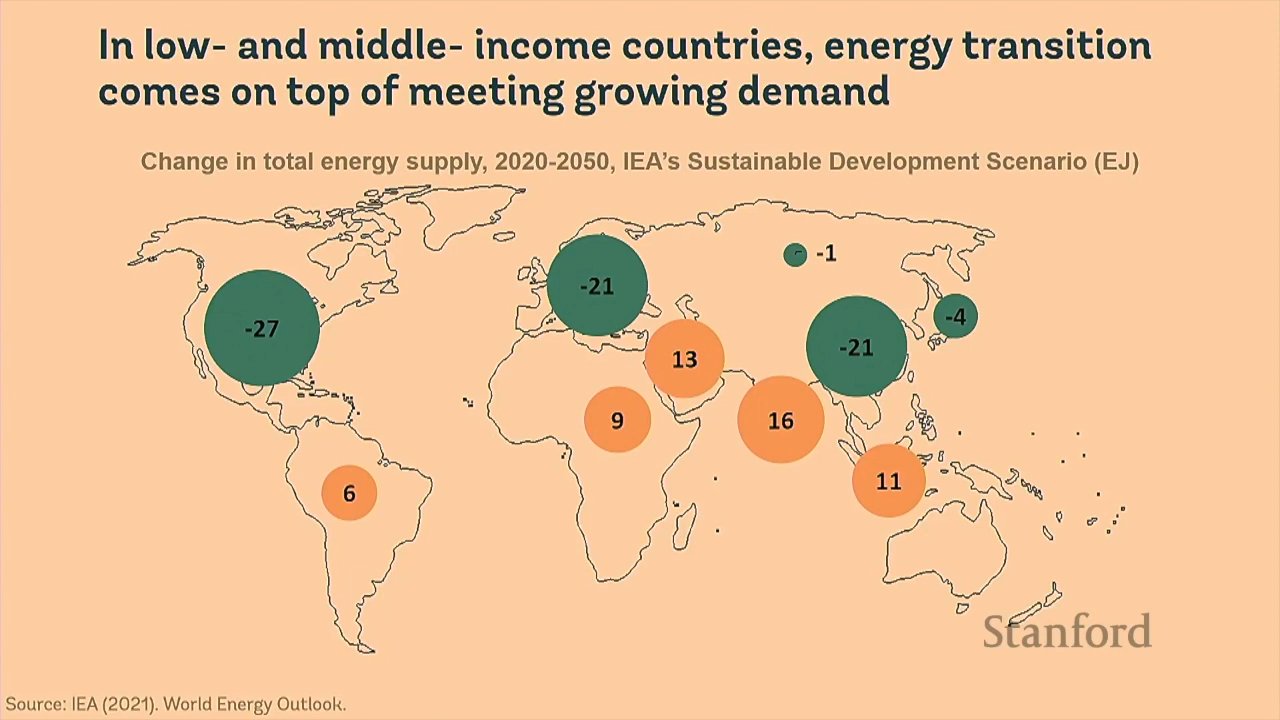 In low- and middle- income countries, energy transition
comes on top of meeting growing demand
Change in total energy supply, 2020-2050, IEA's Sustainable Development Scenario (EJ)
-1
-21
-4
-27
-21
13
9
16
11
6
Stanford
Source: IEA (2021). World Energy Outlook.